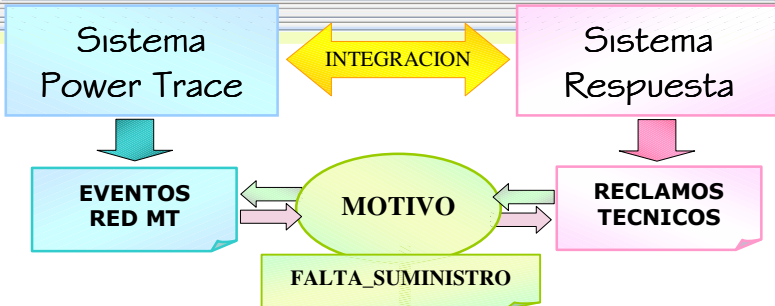 Sistema
Power Trace
INTEGRACION
Sistema
Respuesta
EVENTOS
RED MT
MOTIVO
RECLAMOS
TECNICOS
FALTA_SUMINISTRO